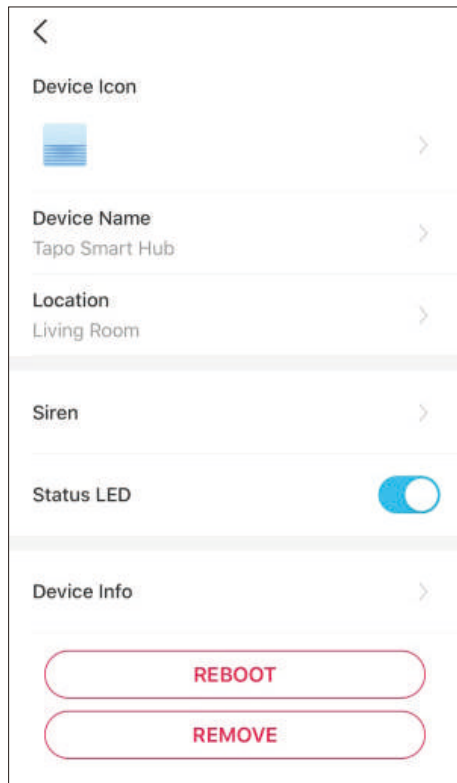 Device Icon
Device Name
Tapo Smart Hub
Location
Living Room
Siren
Status LED
Device Info
REBOOT
REMOVE